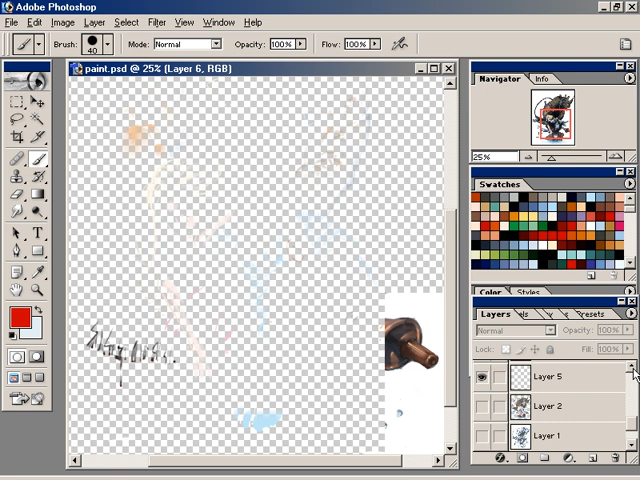 Adobe Photoshop
File Edit Image Layer Select Filter View Window Help
Brush: 40 Mode: Normal Opacity: 100% Flow: 100%
paint.psd @ 25% (Layer 6, RGB)
Navigator Info
25%
Swatches
Color Styles
Layers els Presets
Normal Opacity: 100%
Lock: Fill: 100%
Layer 5
Layer 2
Layer 1